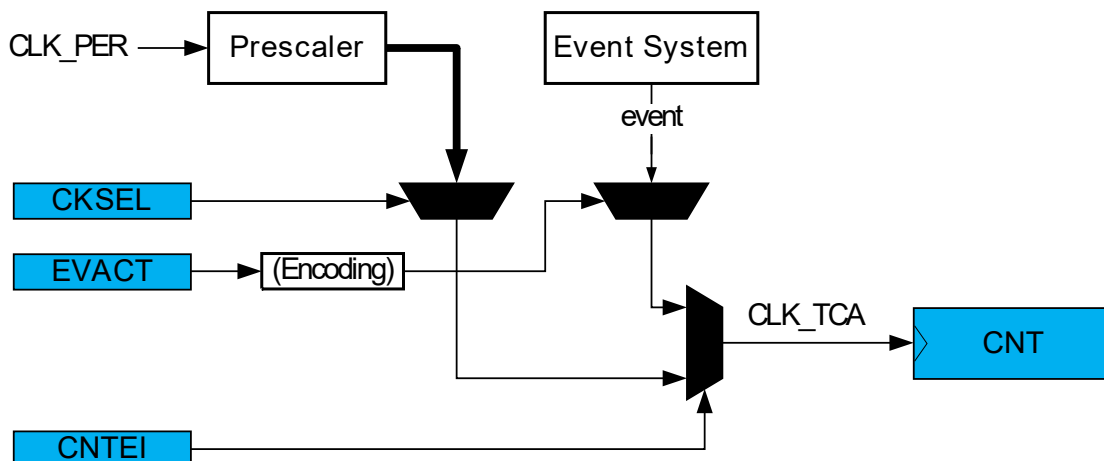 CLK_PER
Prescaler
Event System
event
CKSEL
EVACT
(Encoding)
CLK_TCA
CNT
CNTEI